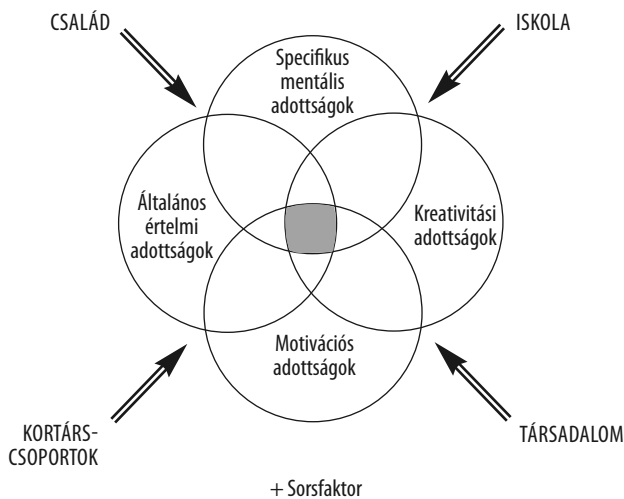 CSALÁD
ISKOLA
Specifikus
mentális
adottságok
Általános
értelmi
adottságok
Kreativitási
adottságok
Motivációs
adottságok
KORTÁRS-
CSOPORTOK
TÁRSADALOM
+ Sorsfaktor